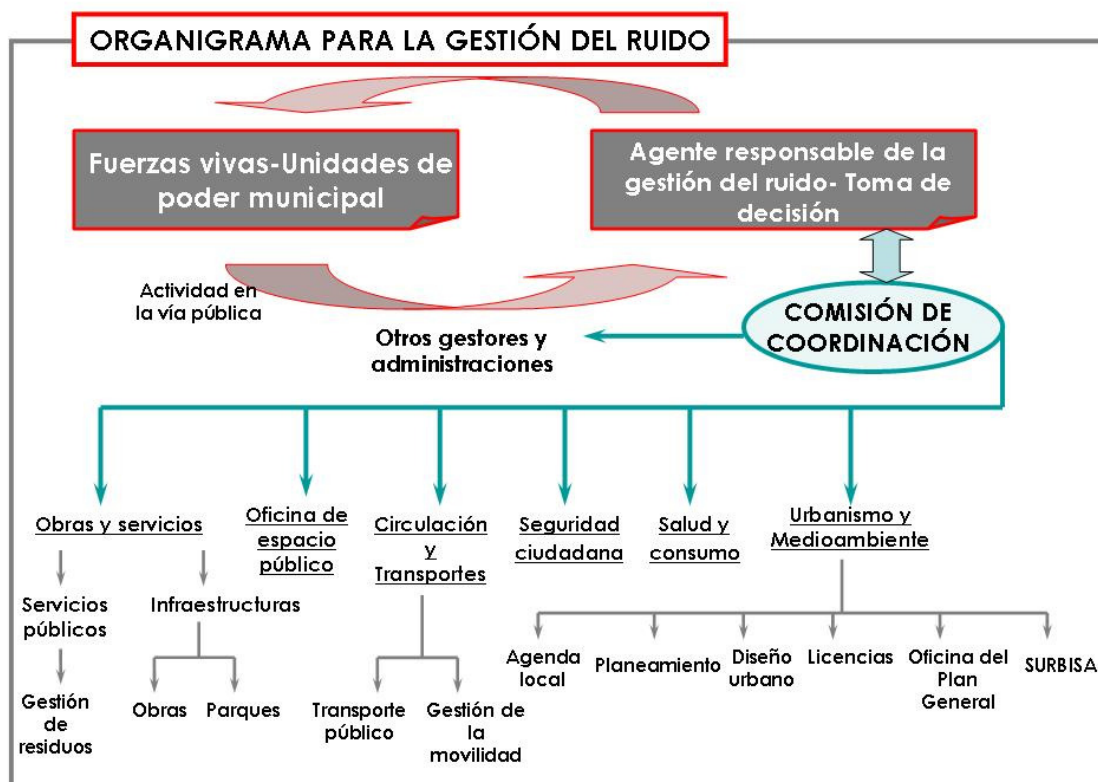 ORGANIGRAMA PARA LA GESTIÓN DEL RUIDO
Fuerzas vivas-Unidades de
poder municipal
Agente responsable de la
gestión del ruido- Toma de
decisión
Actividad en
la vía pública
Otros gestores y
administraciones
COMISIÓN DE
COORDINACIÓN
Obras y servicios
Oficina de
espacio
público
Circulación
y
Transportes
Seguridad
ciudadana
Salud y
consumo
Urbanismo y
Medioambiente
Servicios
públicos
Infraestructuras
Gestión
de
residuos
Obras
Parques
Transporte
público
Gestión de
la
movilidad
Agenda
local
Planeamiento
Diseño
urbano
Licencias
Oficina del
Plan
General
SURBISA